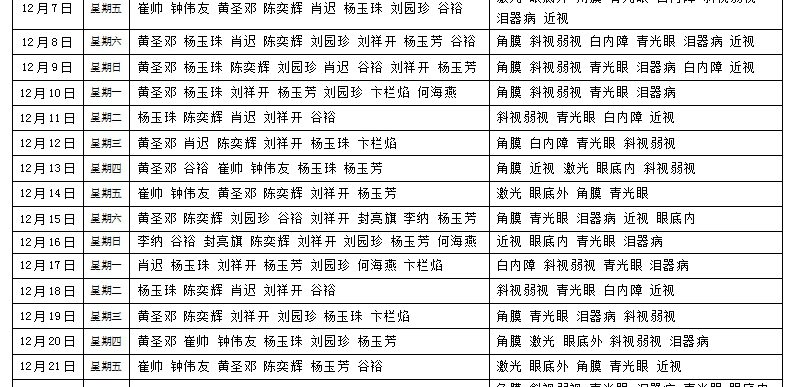 12月7日 星期五 崔帅 钟伟友 黄圣邓 陈奕辉 肖迟 杨玉珠 刘园珍 谷裕
泪器病 近视
12月8日 星期六 黄圣邓 杨玉珠 肖迟 陈奕辉 刘园珍 刘祥开 杨玉芳 谷裕 角膜 斜视弱视 白内障 青光眼 泪器病 近视
12月9日 星期日 黄圣邓 杨玉珠 陈奕辉 刘园珍 肖迟 谷裕 刘祥开 杨玉芳 角膜 斜视弱视 青光眼 泪器病 白内障 近视
12月10日 星期一 黄圣邓 杨玉珠 刘祥开 杨玉芳 刘园珍 卞栏焰 何海燕 角膜 斜视弱视 青光眼 泪器病
12月11日 星期二 杨玉珠 陈奕辉 肖迟 刘祥开 谷裕 斜视弱视 青光眼 白内障 近视
12月12日 星期三 黄圣邓 肖迟 陈奕辉 刘祥开 杨玉珠 卞栏焰 角膜 白内障 青光眼 斜视弱视
12月13日 星期四 黄圣邓 谷裕 崔帅 钟伟友 杨玉珠 杨玉芳 角膜 近视 激光 眼底内 斜视弱视
12月14日 星期五 崔帅 钟伟友 黄圣邓 陈奕辉 刘祥开 杨玉芳 激光 眼底外 角膜 青光眼
12月15日 星期六 黄圣邓 陈奕辉 刘园珍 谷裕 刘祥开 封亮旗 李纳 杨玉芳 角膜 青光眼 泪器病 近视 眼底内
12月16日 星期日 李纳 谷裕 封亮旗 陈奕辉 刘祥开 刘园珍 杨玉芳 何海燕 近视 眼底内 青光眼 泪器病
12月17日 星期一 肖迟 杨玉珠 刘祥开 杨玉芳 刘园珍 何海燕 卞栏焰 白内障 斜视弱视 青光眼 泪器病
12月18日 星期二 杨玉珠 陈奕辉 肖迟 刘祥开 谷裕 斜视弱视 青光眼 白内障 近视
12月19日 星期三 黄圣邓 陈奕辉 刘祥开 刘园珍 杨玉珠 卞栏焰 角膜 青光眼 泪器病 斜视弱视
12月20日 星期四 黄圣邓 崔帅 钟伟友 杨玉珠 刘园珍 杨玉芳 角膜 激光 眼底外 斜视弱视 泪器病
12月21日 星期五 崔帅 钟伟友 黄圣邓 陈奕辉 杨玉芳 谷裕 激光 眼底外 角膜 青光眼 近视